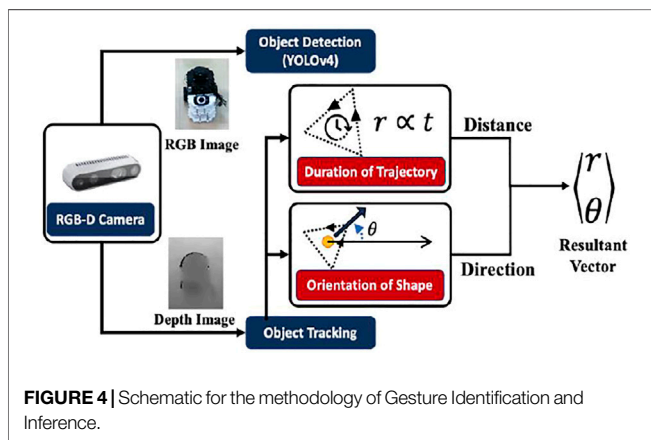 Object Detection
(YOLOv4)
RGB Image
RGB-D Camera
r ∝ t
Duration of Trajectory
Distance
θ
Orientation of Shape
Direction
r
θ
Resultant
Vector
Depth Image
Object Tracking
FIGURE 4 | Schematic for the methodology of Gesture Identification and
Inference.